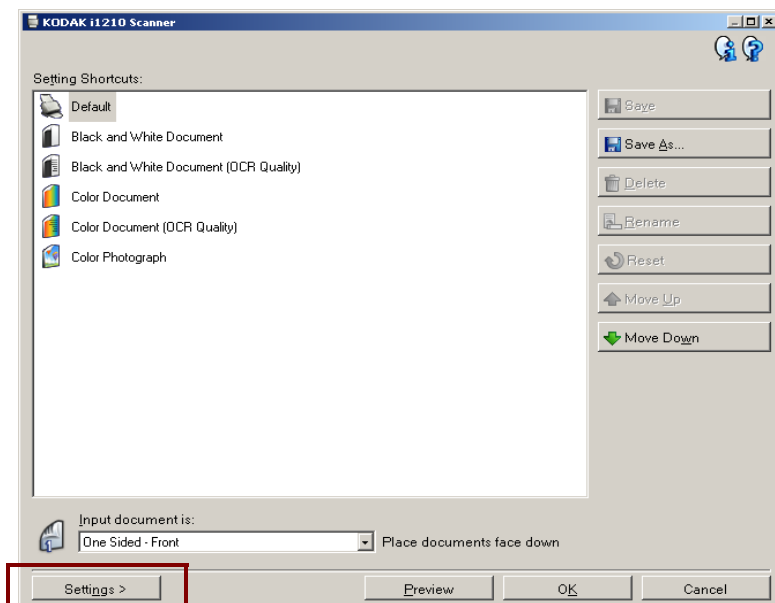 KODAK i1210 Scanner
Setting Shortcuts:
Default
Black and White Document
Black and White Document (OCR Quality)
Color Document
Color Document (OCR Quality)
Color Photograph
Save
Save As...
Delete
Rename
Reset
Move Up
Move Down
Input document is:
One Sided - Front
Place documents face down
Settings >
Preview
OK
Cancel